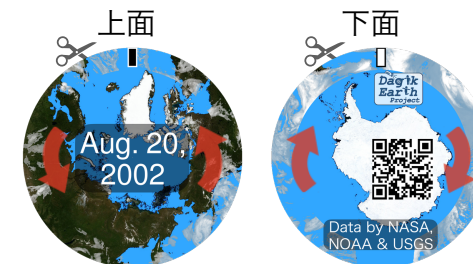 上面
下面
Aug. 20,
2002
Dagik
Earth
Project
Data by NASA,
NOAA & USGS